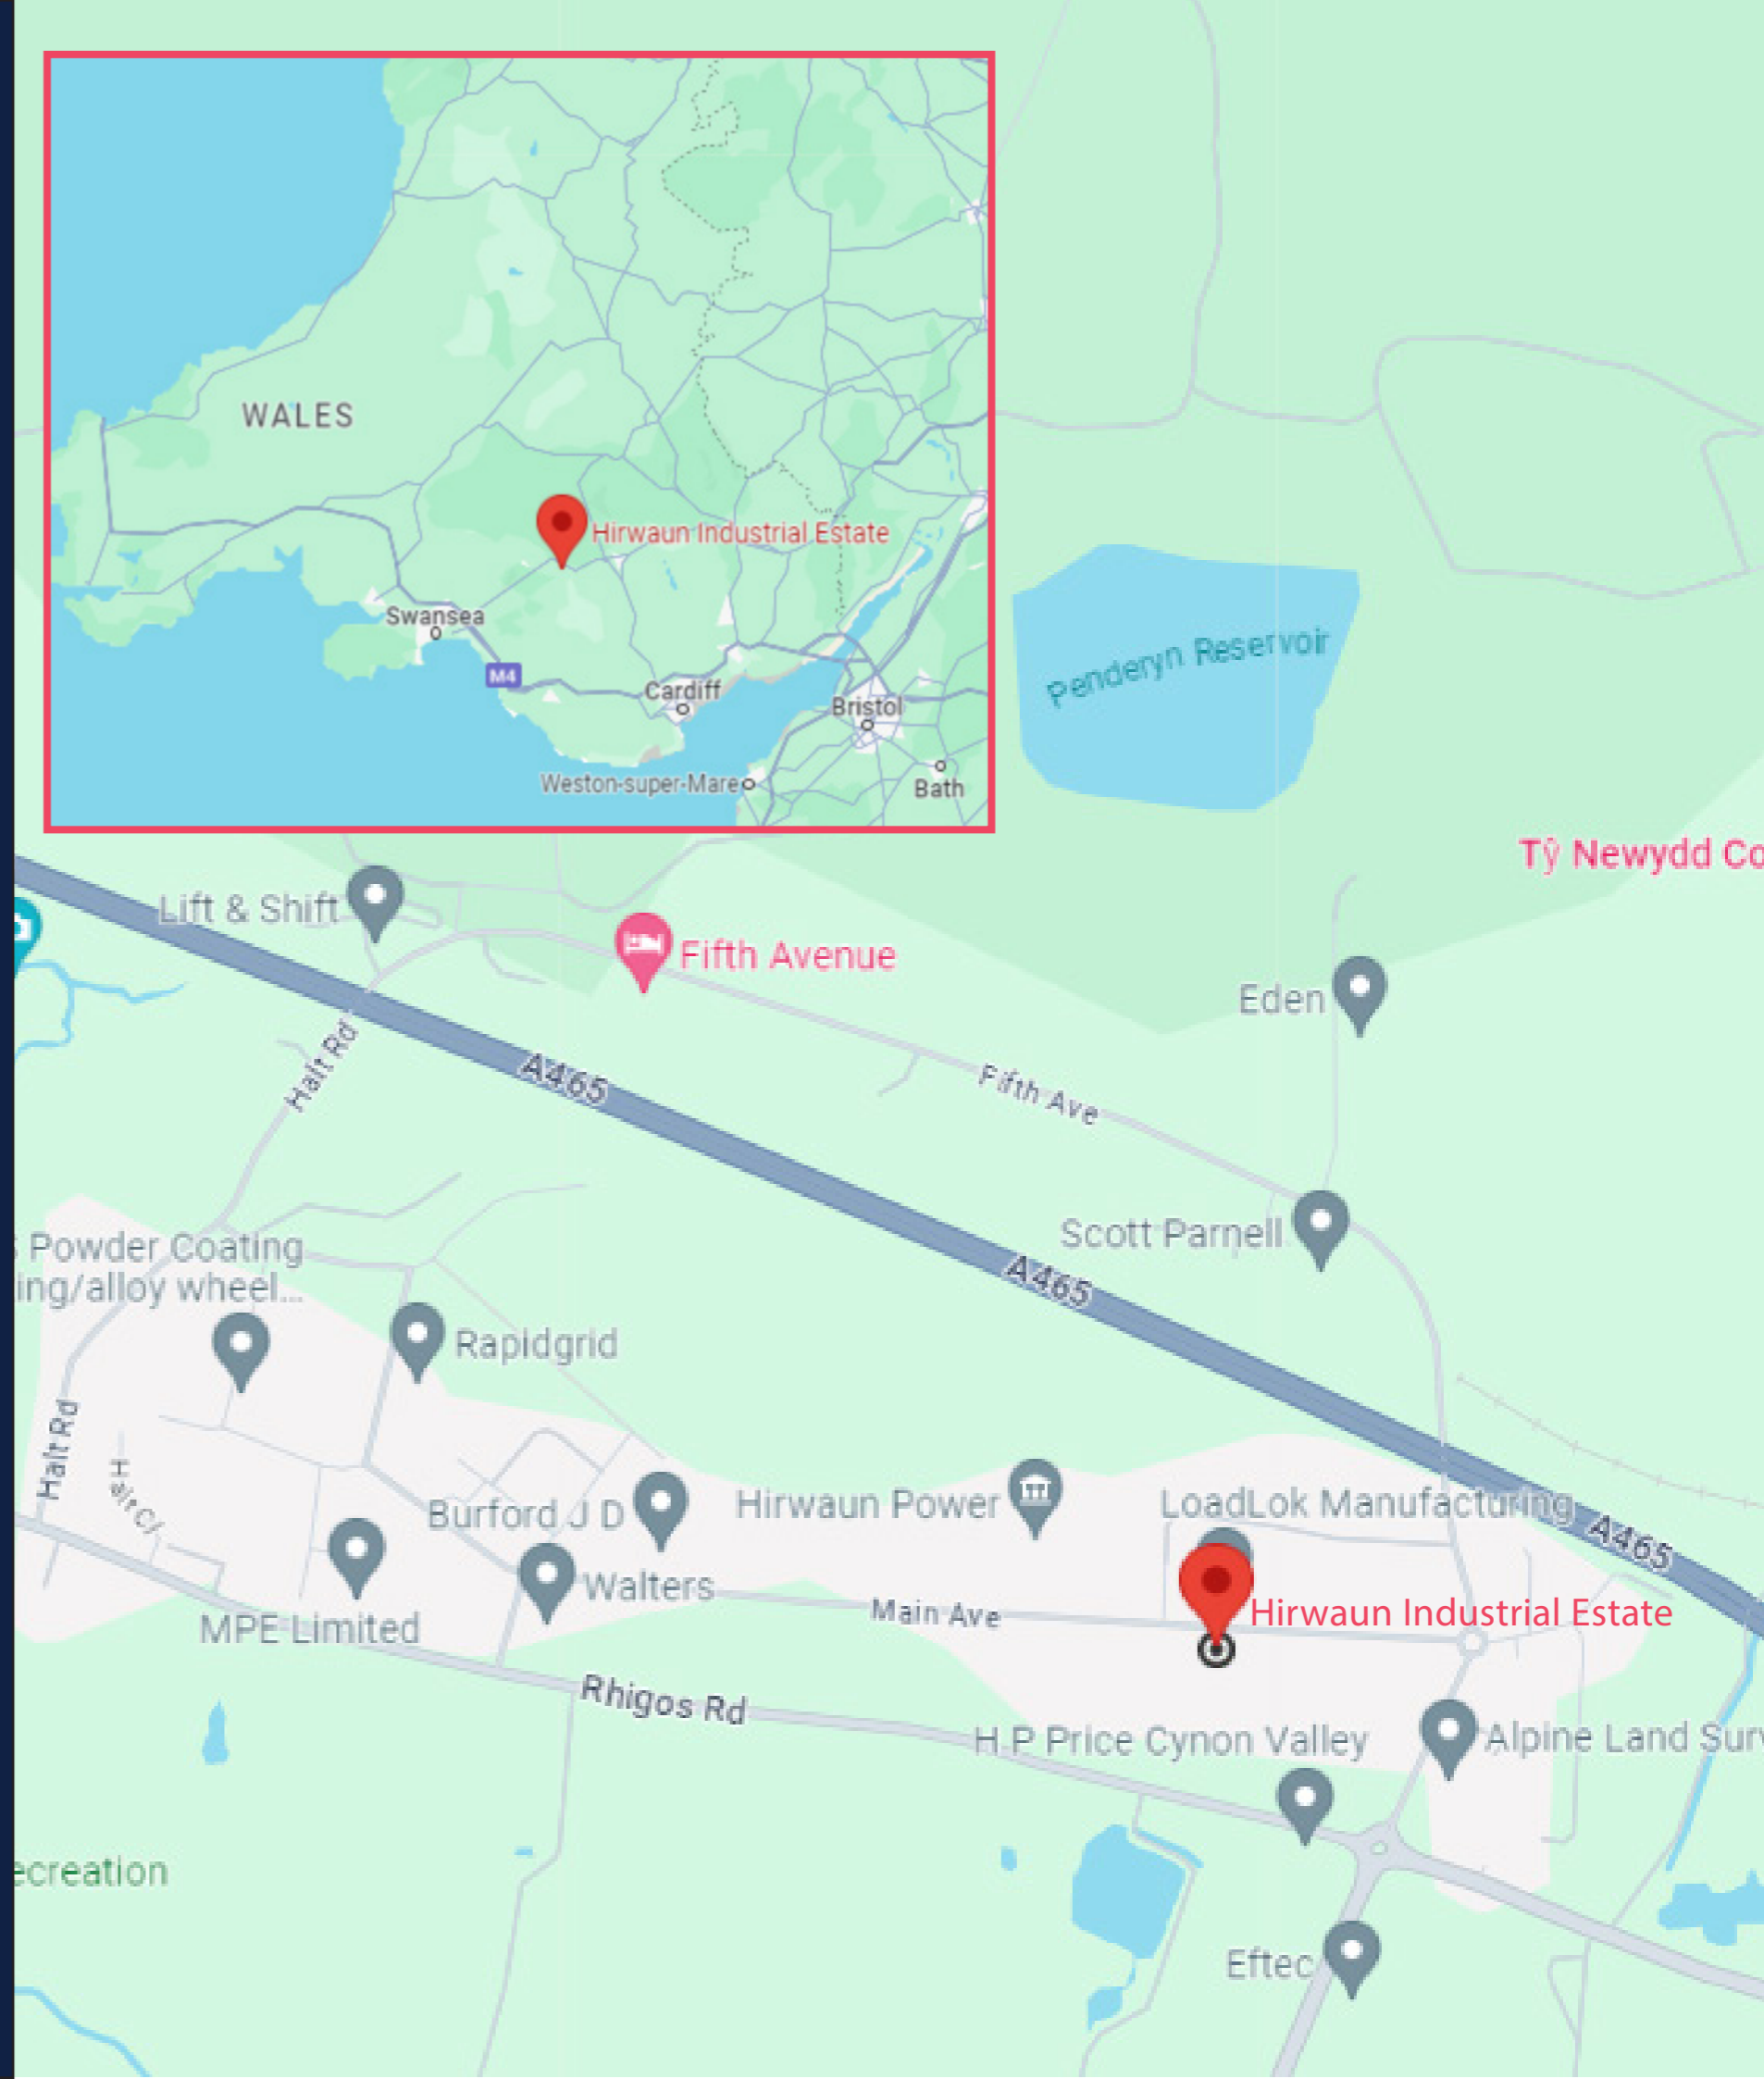 WALES
Hirwaun Industrial Estate
Swansea
M4
Cardiff
Bristol
Weston-super-Mare
Bath
Penderyn Reservoir
Tŷ Newydd Co
Lift & Shift
Fifth Avenue
Eden
Halt Rd
A465
Fifth Ave
Scott Parnell
Powder Coating
ing/alloy wheel...
A465
Rapidgrid
Halt Rd
Halt Cl
Burford J D
Hirwaun Power
LoadLok Manufacturing
A465
Walters
Main Ave
Hirwaun Industrial Estate
MPE Limited
Rhigos Rd
H P Price Cynon Valley
Alpine Land Surv
ecreation
Eftec